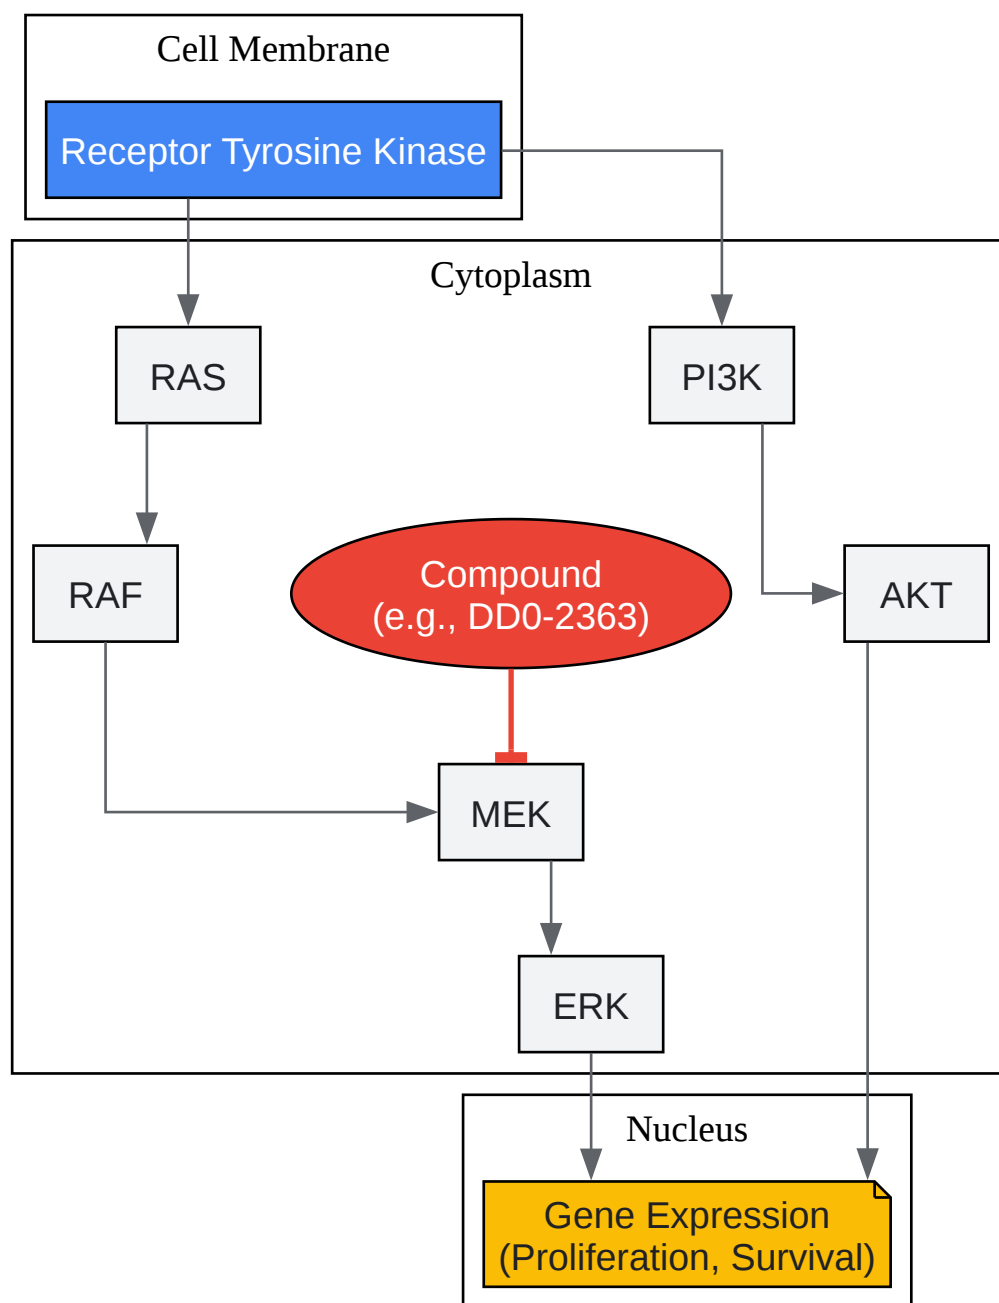 Cell Membrane
Receptor Tyrosine Kinase
Cytoplasm
RAS
PI3K
RAF
Compound
(e.g., DD0-2363)
AKT
MEK
ERK
Nucleus
Gene Expression
(Proliferation, Survival)